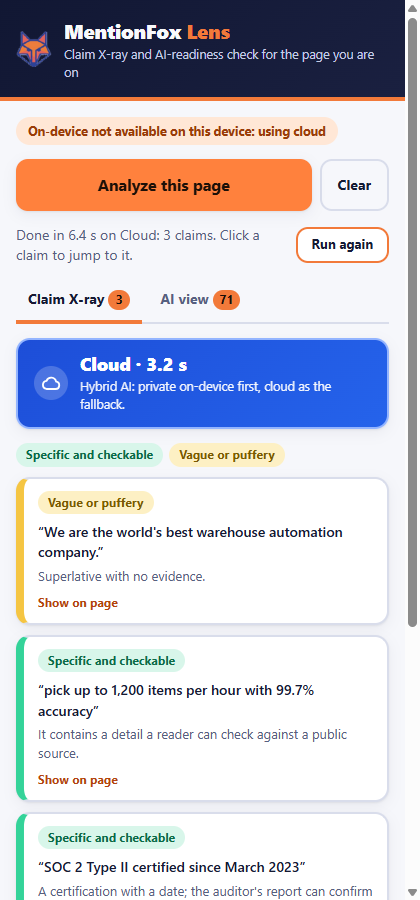 MentionFox Lens
Claim X-ray and AI-readiness check for the page you are
on
On-device not available on this device: using cloud
Analyze this page
Clear
Done in 6.4 s on Cloud: 3 claims. Click a
claim to jump to it.
Run again
Claim X-ray 3
AI view 71
Cloud · 3.2 s
Hybrid AI: private on-device first, cloud as the
fallback.
Specific and checkable
Vague or puffery
Vague or puffery
“We are the world's best warehouse automation
company.”
Superlative with no evidence.
Show on page
Specific and checkable
“pick up to 1,200 items per hour with 99.7%
accuracy”
It contains a detail a reader can check against a public
source.
Show on page
Specific and checkable
“SOC 2 Type II certified since March 2023”
A certification with a date; the auditor's report can confirm